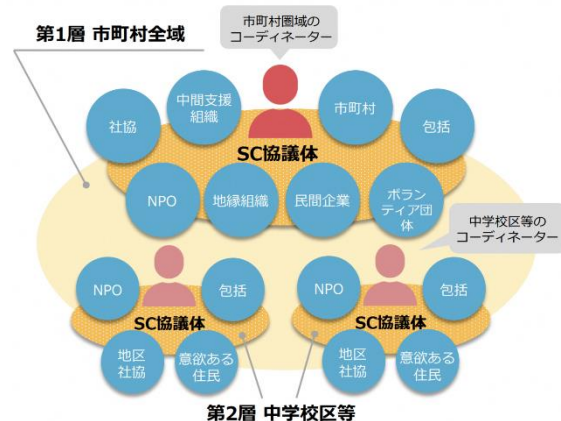 第1層 市町村全域
市町村圏域の
コーディネーター
社協
中間支援
組織
市町村
包括
SC協議体
NPO
地縁組織
民間企業
ボラン
ティア団
体
中学校区等の
コーディネーター
NPO
包括
SC協議体
地区
社協
意欲ある
住民
NPO
包括
SC協議体
地区
社協
意欲ある
住民
第2層 中学校区等